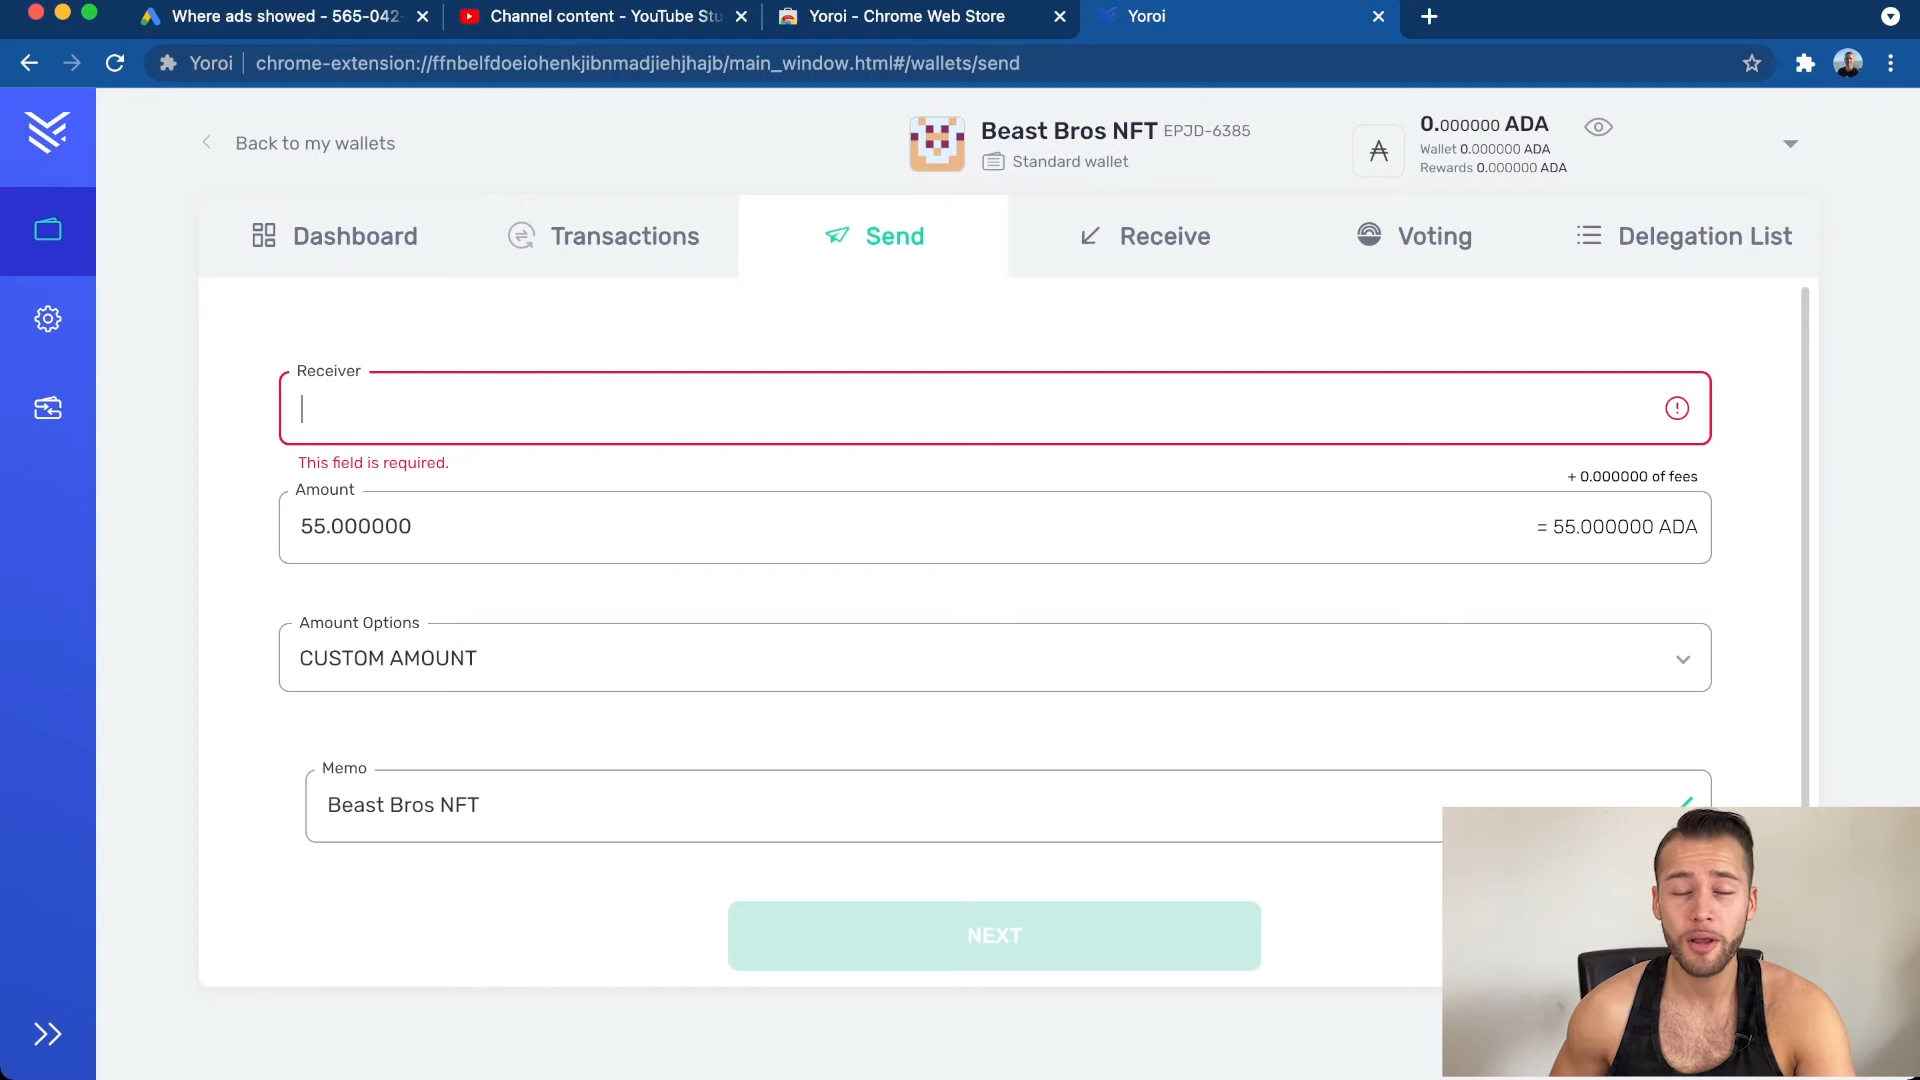 Where ads showed - 565-042-
Channel content - YouTube Stu
Yoroi - Chrome Web Store
Yoroi
Yoroi
chrome-extension://ffnbelfdoeiohenkjibnmadjiehjhajb/main_window.html#/wallets/send
Back to my wallets
Beast Bros NFT EPJD-6385
Standard wallet
0.000000 ADA
Wallet 0.000000 ADA
Rewards 0.000000 ADA
Dashboard
Transactions
Send
Receive
Voting
Delegation List
Receiver
This field is required.
+ 0.000000 of fees
Amount
55.000000
= 55.000000 ADA
Amount Options
CUSTOM AMOUNT
Memo
Beast Bros NFT
NEXT